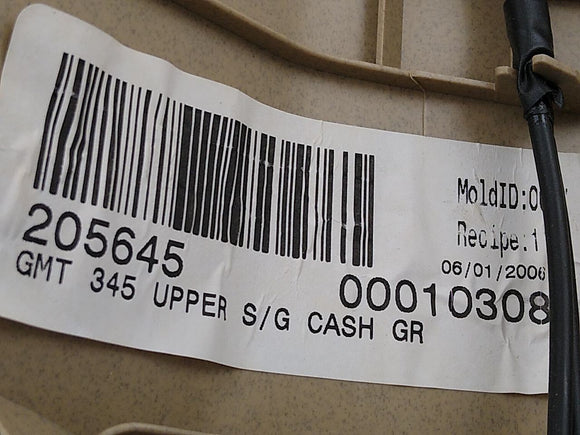 MoldID:0
Recipe:1
06/01/2006
205645
00010308
GMT 345 UPPER S/G CASH GR